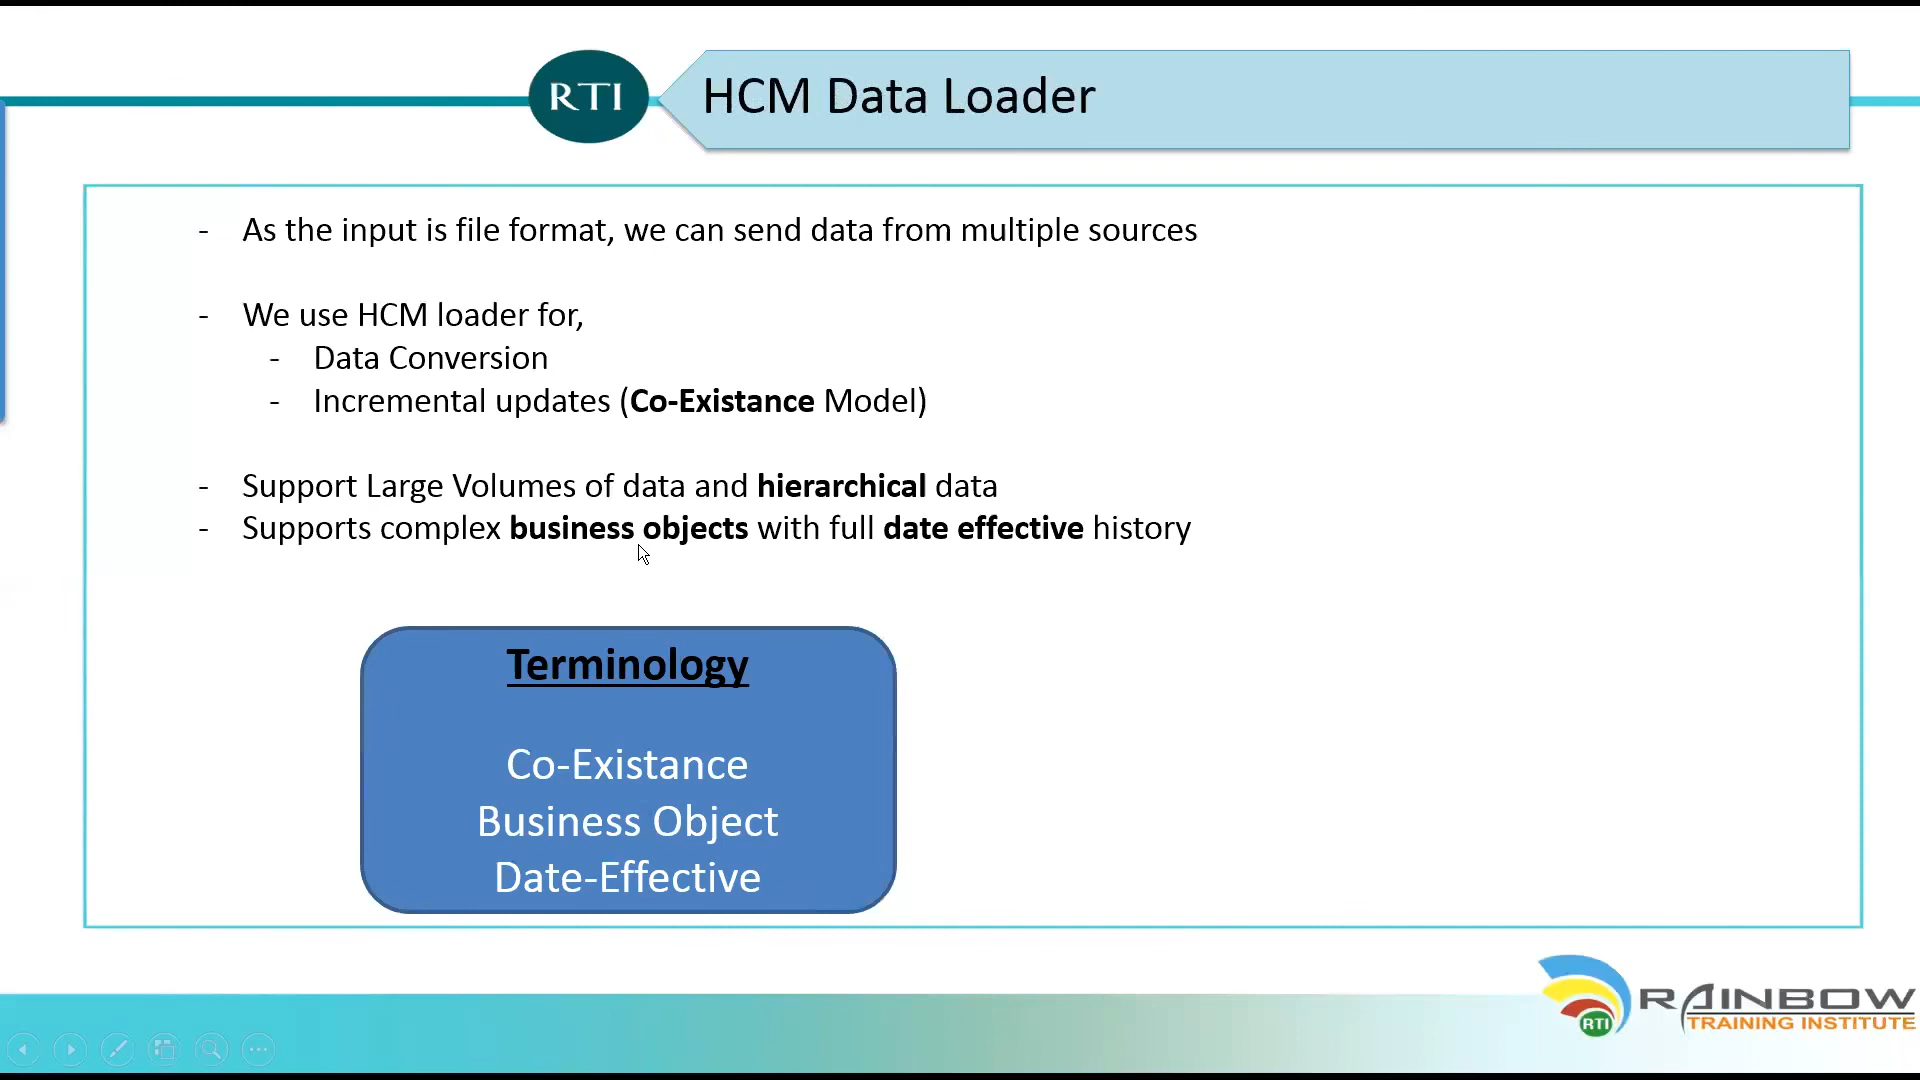 RTI
HCM Data Loader
- As the input is file format, we can send data from multiple sources
- We use HCM loader for,
- Data Conversion
- Incremental updates (Co-Existance Model)
- Support Large Volumes of data and hierarchical data
- Supports complex business objects with full date effective history
Terminology
Co-Existance
Business Object
Date-Effective
RTI
RAINBOW
TRAINING INSTITUTE